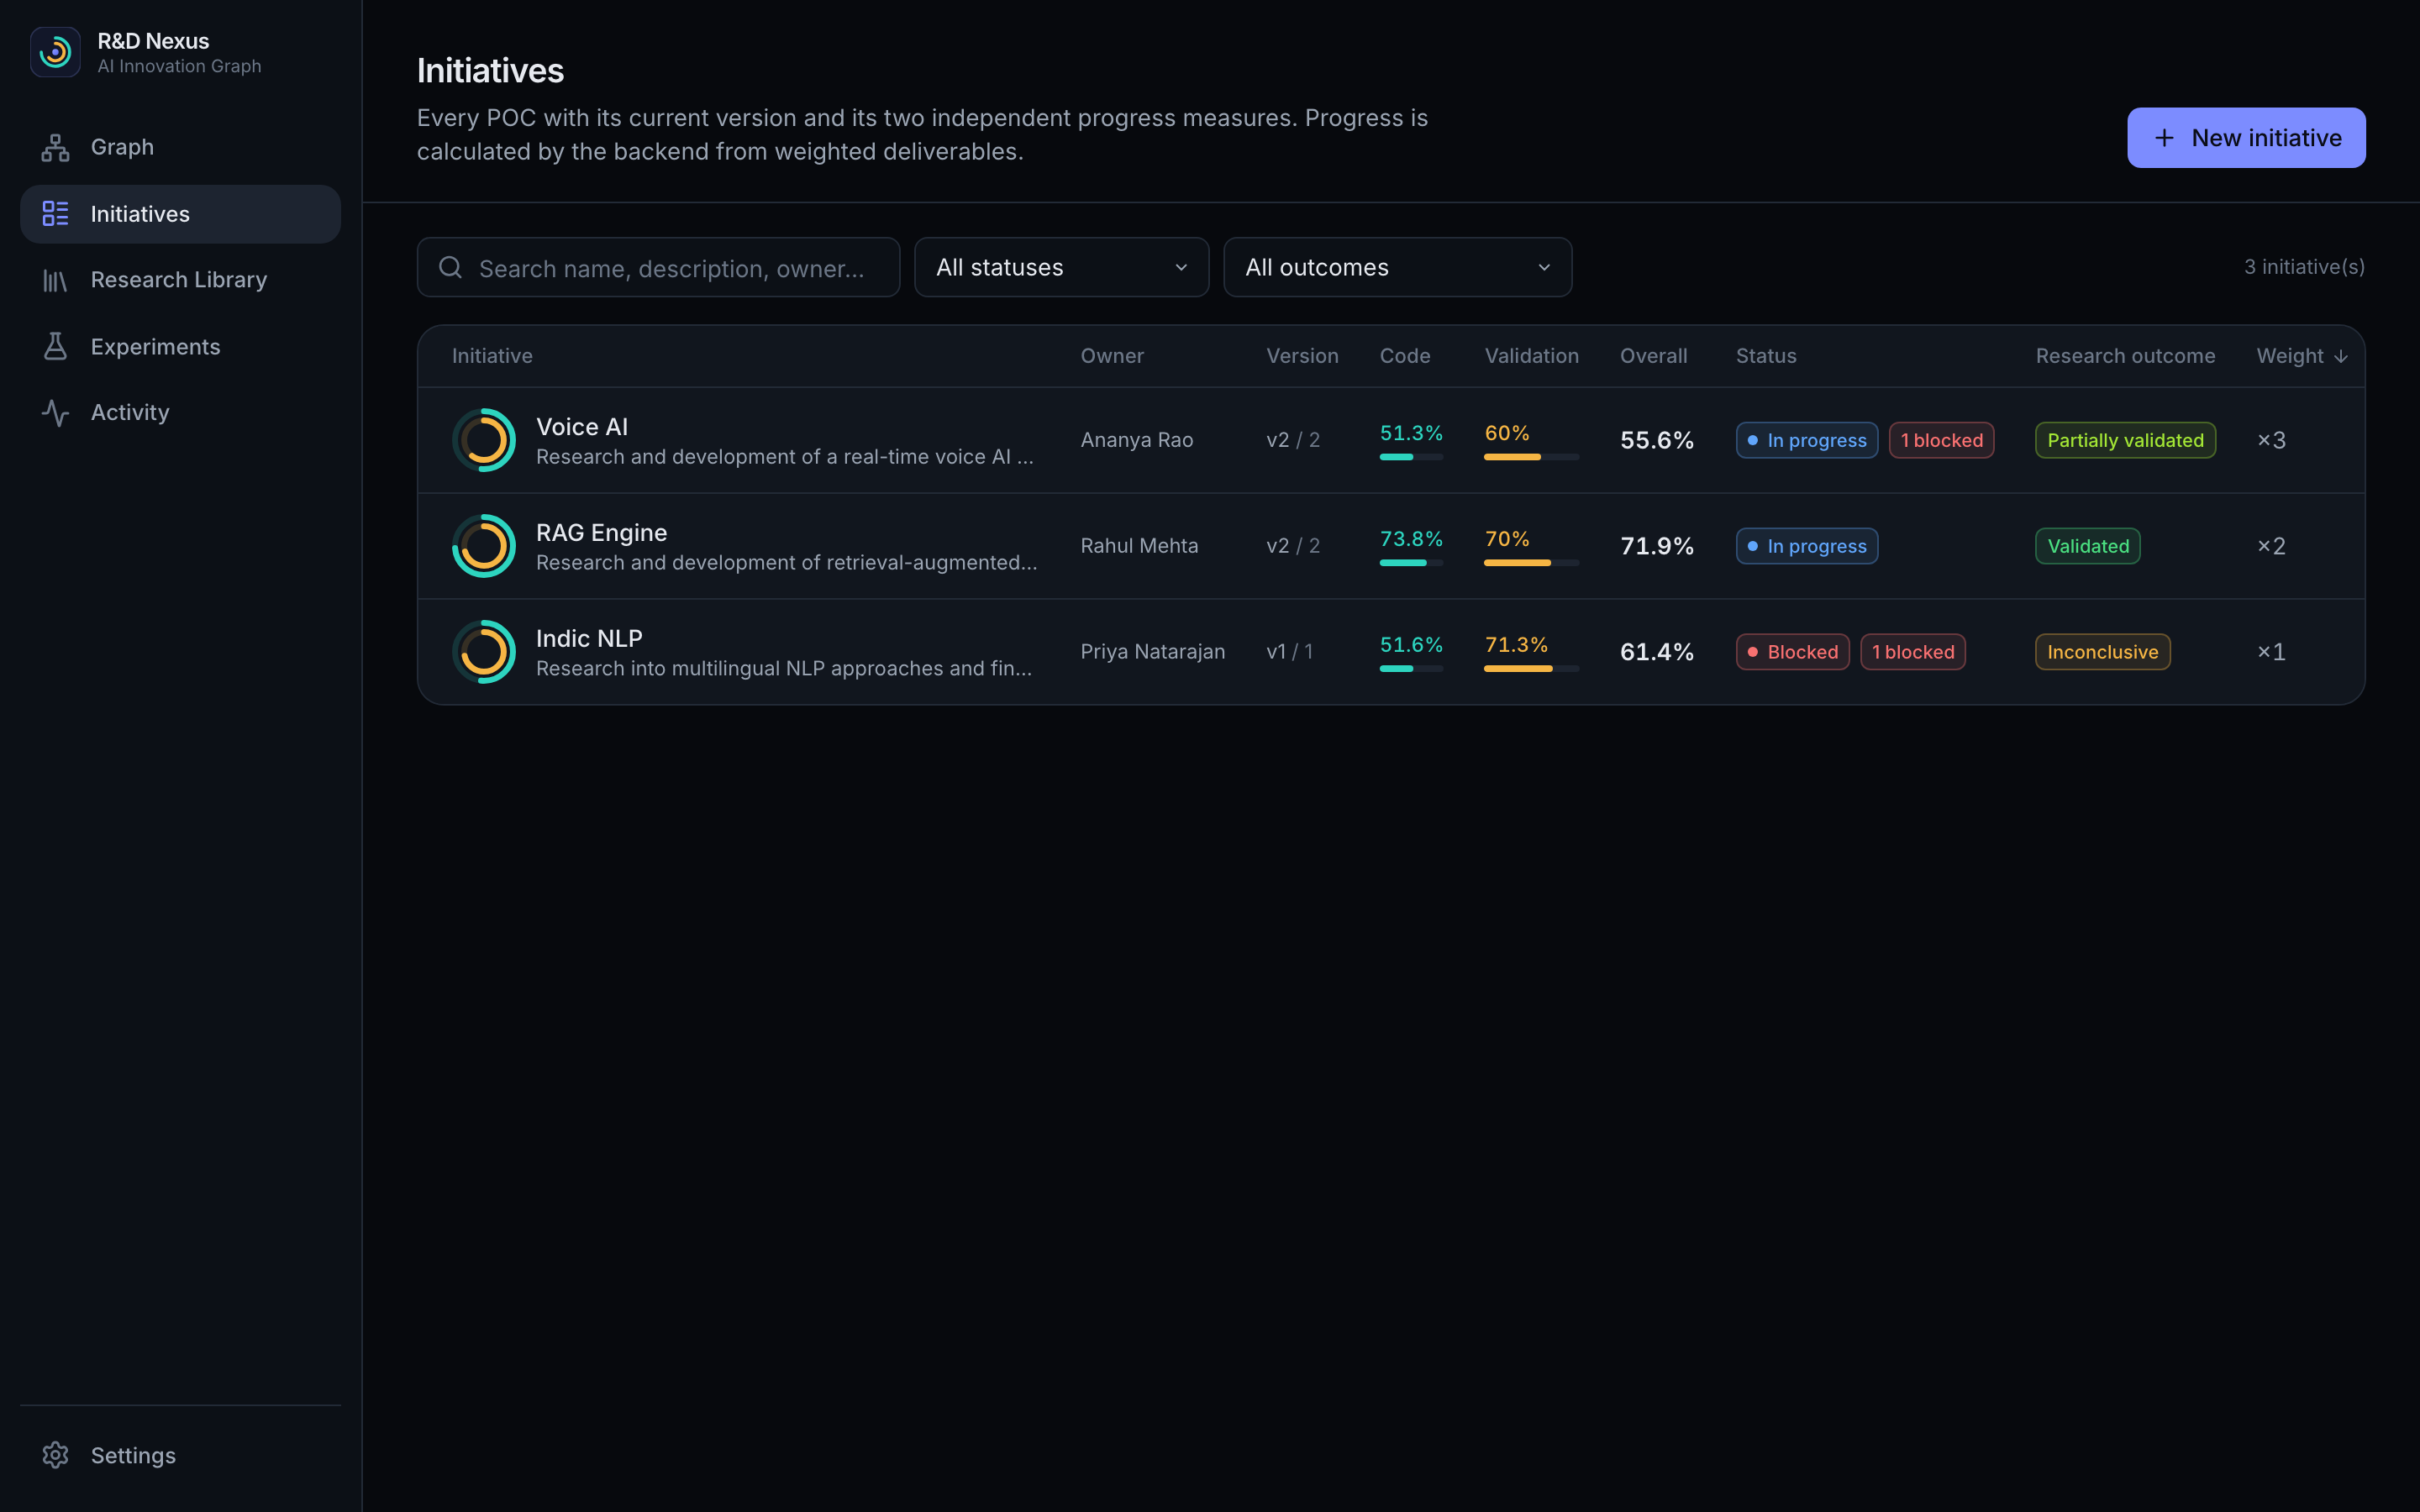 R&D Nexus
AI Innovation Graph
Graph
Initiatives
Research Library
Experiments
Activity
Settings
Initiatives
Every POC with its current version and its two independent progress measures. Progress is
calculated by the backend from weighted deliverables.
New initiative
Search name, description, owner...
All statuses
All outcomes
3 initiative(s)
Initiative Owner Version Code Validation Overall Status Research outcome Weight
Voice AI
Research and development of a real-time voice AI ...
Ananya Rao v2 / 2 51.3% 60% 55.6% In progress 1 blocked Partially validated ×3
RAG Engine
Research and development of retrieval-augmented...
Rahul Mehta v2 / 2 73.8% 70% 71.9% In progress Validated ×2
Indic NLP
Research into multilingual NLP approaches and fin...
Priya Natarajan v1 / 1 51.6% 71.3% 61.4% Blocked 1 blocked Inconclusive ×1